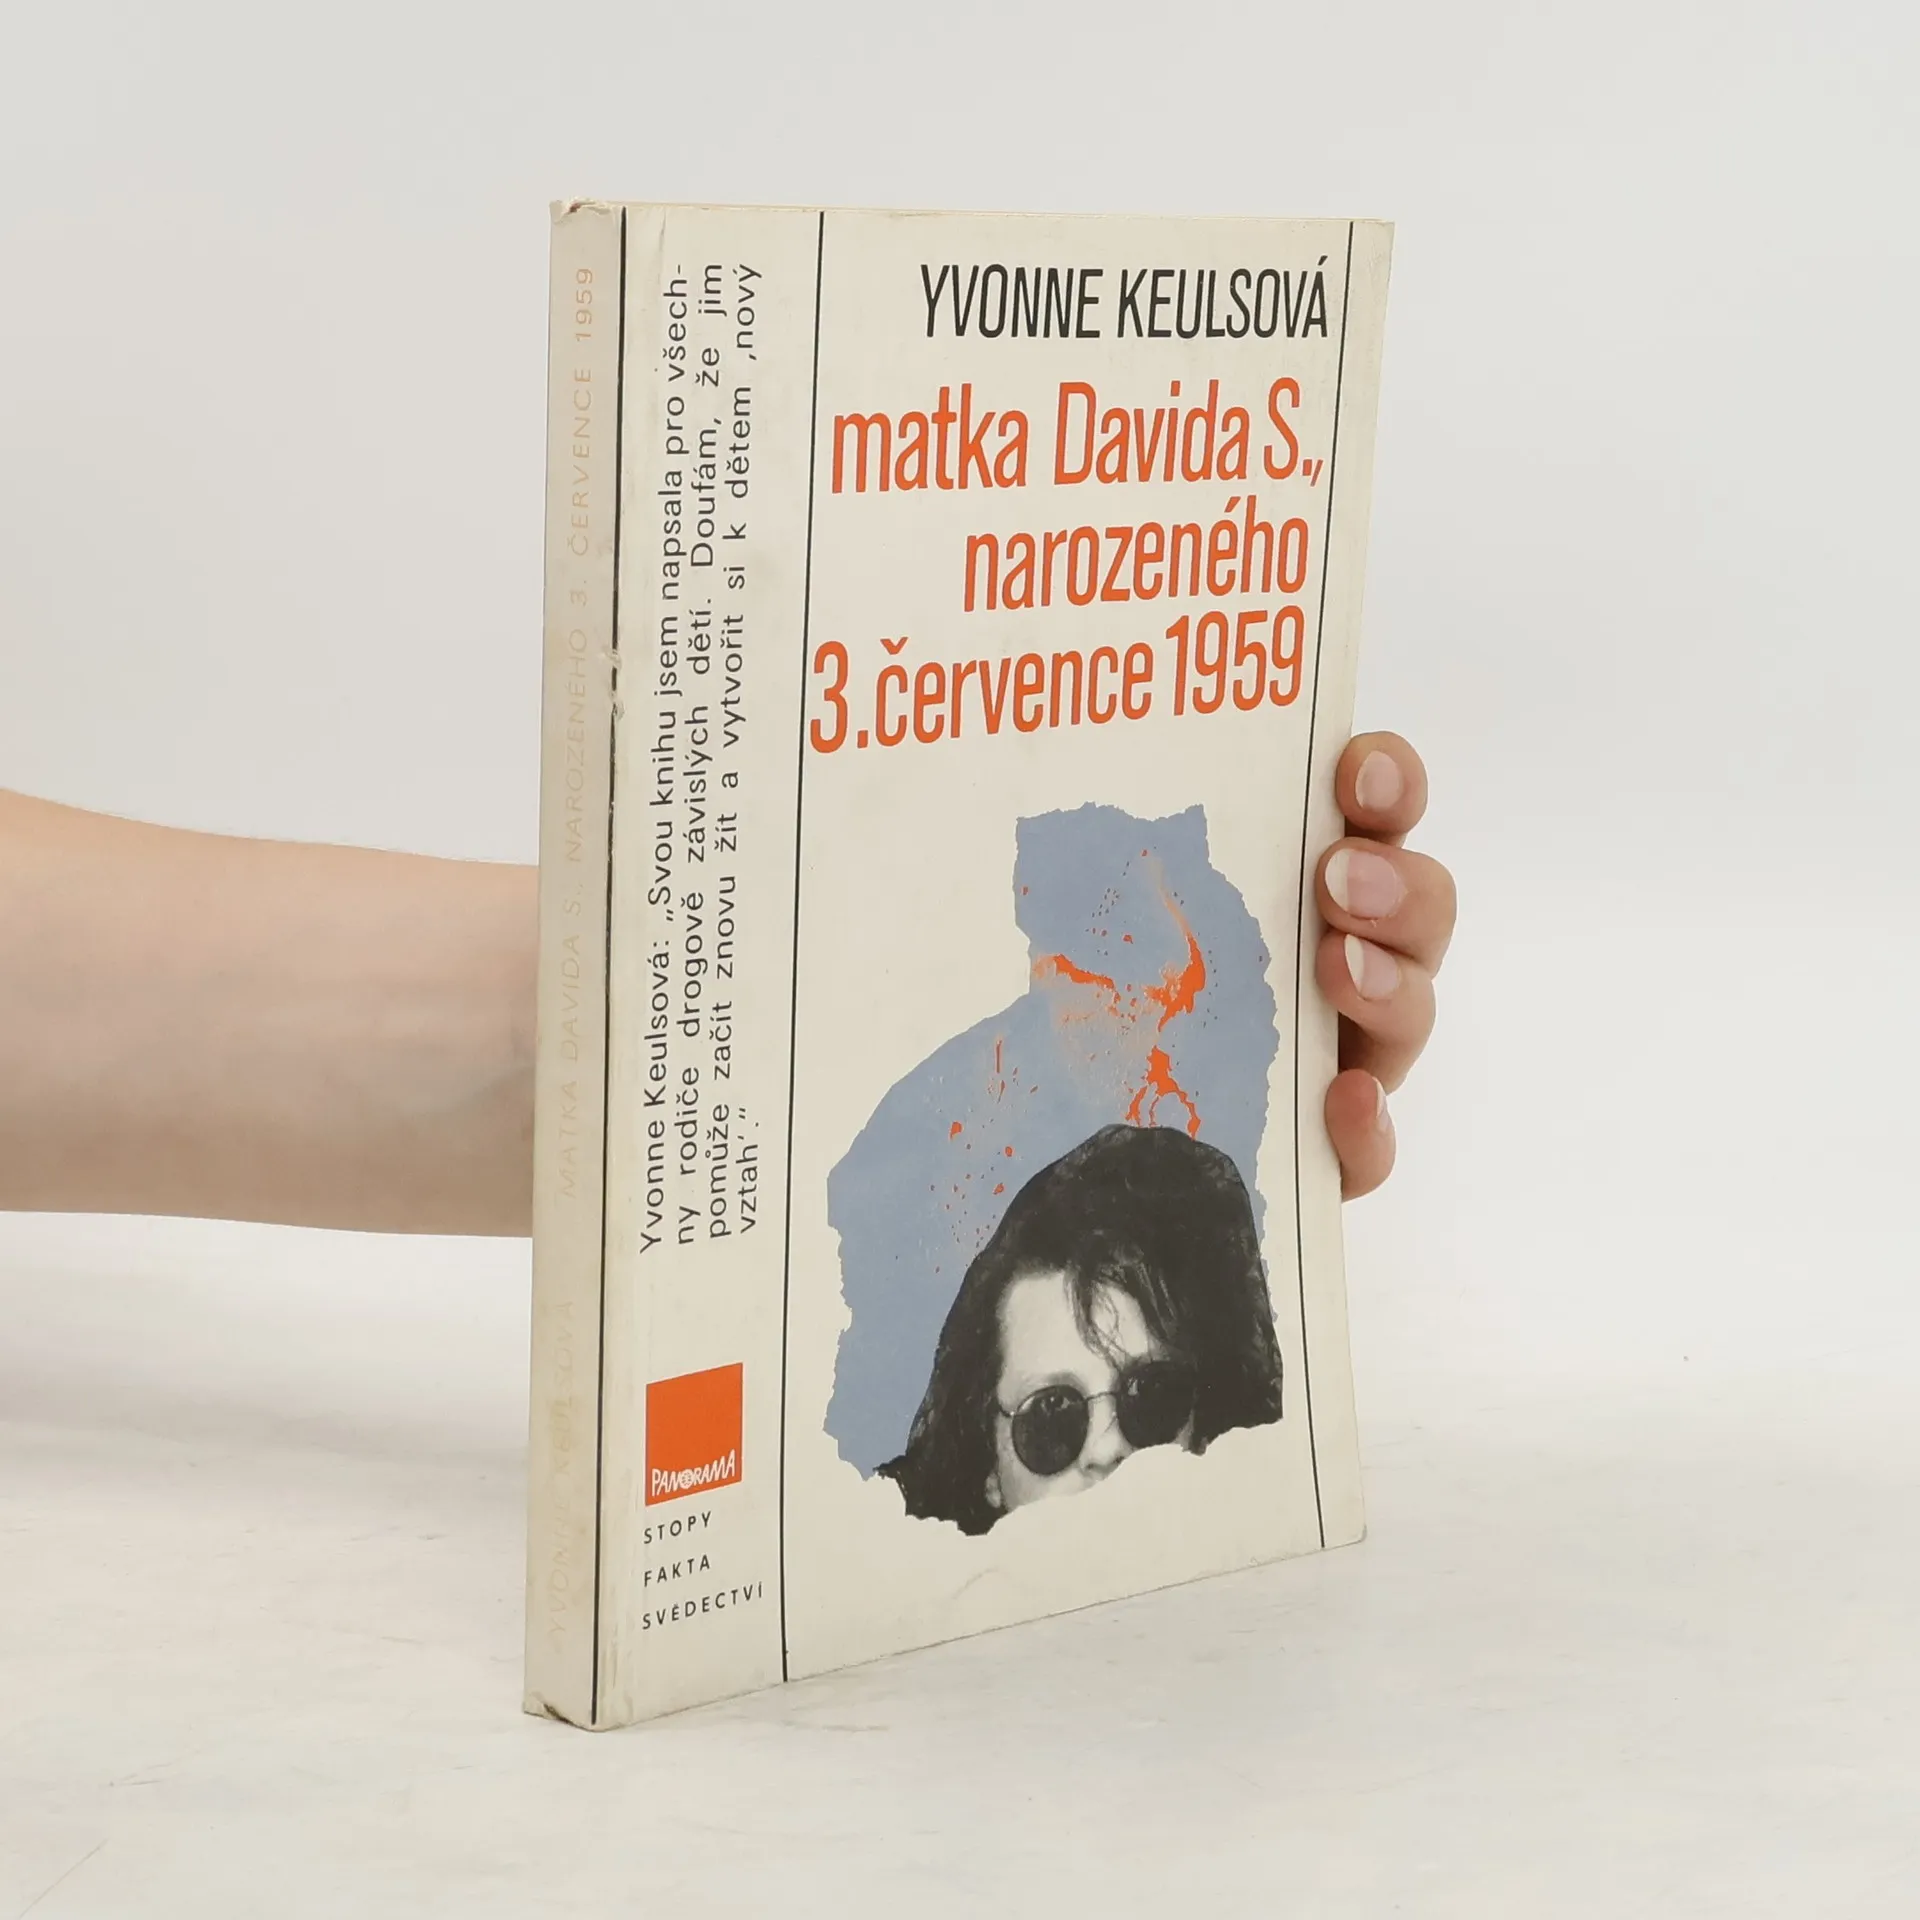 YVONNE KEULSOVÁ
matka Davida S.,
narozeného
3. července 1959
Yvonne Keulsová: „Svou knihu jsem napsala pro všech-
ny rodiče drogově závislých dětí. Doufám, že jim
pomůže začít znovu žít a vytvořit si k dětem ‚nový
vztah‘.“
PANORAMA
STOPY
FAKTA
SVĚDECTVÍ
YVONNE KEULSOVÁ MATKA DAVIDA S., NAROZENÉHO 3. ČERVENCE 1959